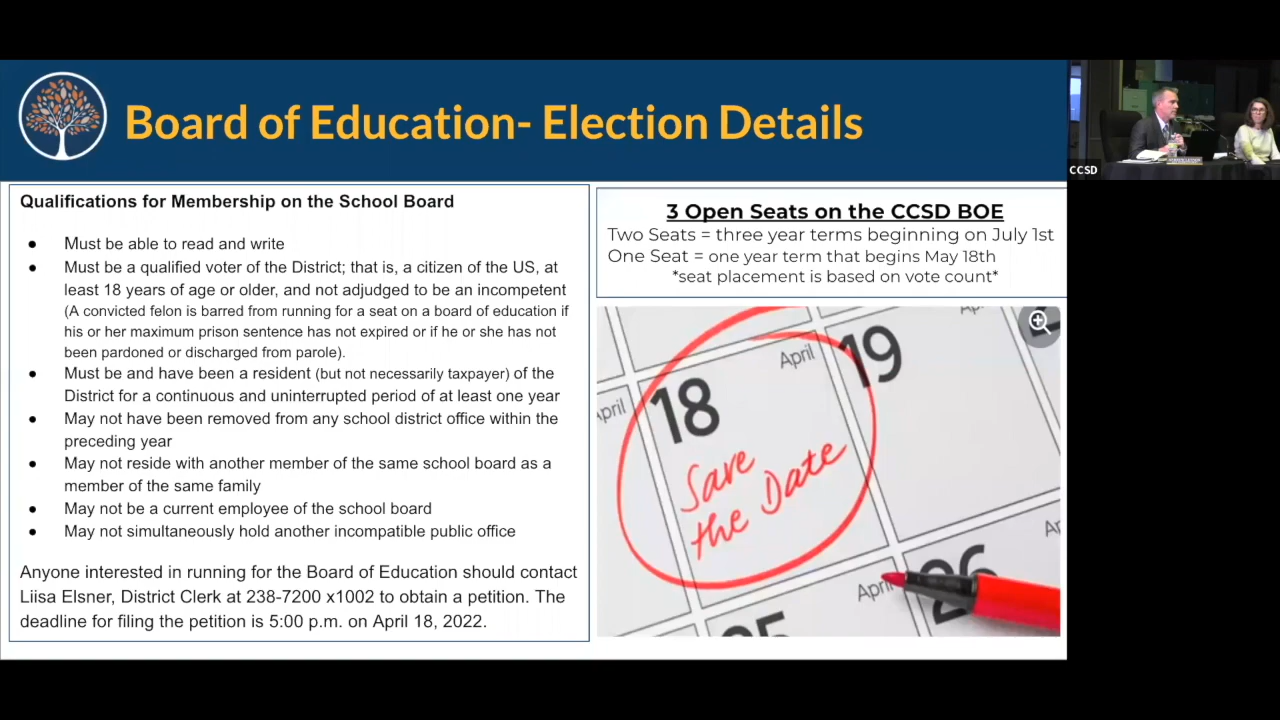 Board of Education- Election Details
CCSD
Qualifications for Membership on the School Board
● Must be able to read and write
● Must be a qualified voter of the District; that is, a citizen of the US, at
least 18 years of age or older, and not adjudged to be an incompetent
(A convicted felon is barred from running for a seat on a board of education if
his or her maximum prison sentence has not expired or if he or she has not
been pardoned or discharged from parole).
● Must be and have been a resident (but not necessarily taxpayer) of the
District for a continuous and uninterrupted period of at least one year
● May not have been removed from any school district office within the
preceding year
● May not reside with another member of the same school board as a
member of the same family
● May not be a current employee of the school board
● May not simultaneously hold another incompatible public office
Anyone interested in running for the Board of Education should contact
Liisa Elsner, District Clerk at 238-7200 x1002 to obtain a petition. The
deadline for filing the petition is 5:00 p.m. on April 18, 2022.
3 Open Seats on the CCSD BOE
Two Seats = three year terms beginning on July 1st
One Seat = one year term that begins May 18th
*seat placement is based on vote count*
April
18
19
Save
the Date
April
25
26